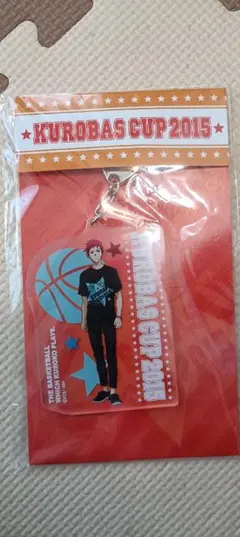 ★KUROBAS CUP 2015★
KUROBAS CUP 2015
THE BASKETBALL
WHICH KUROKO PLAYS.